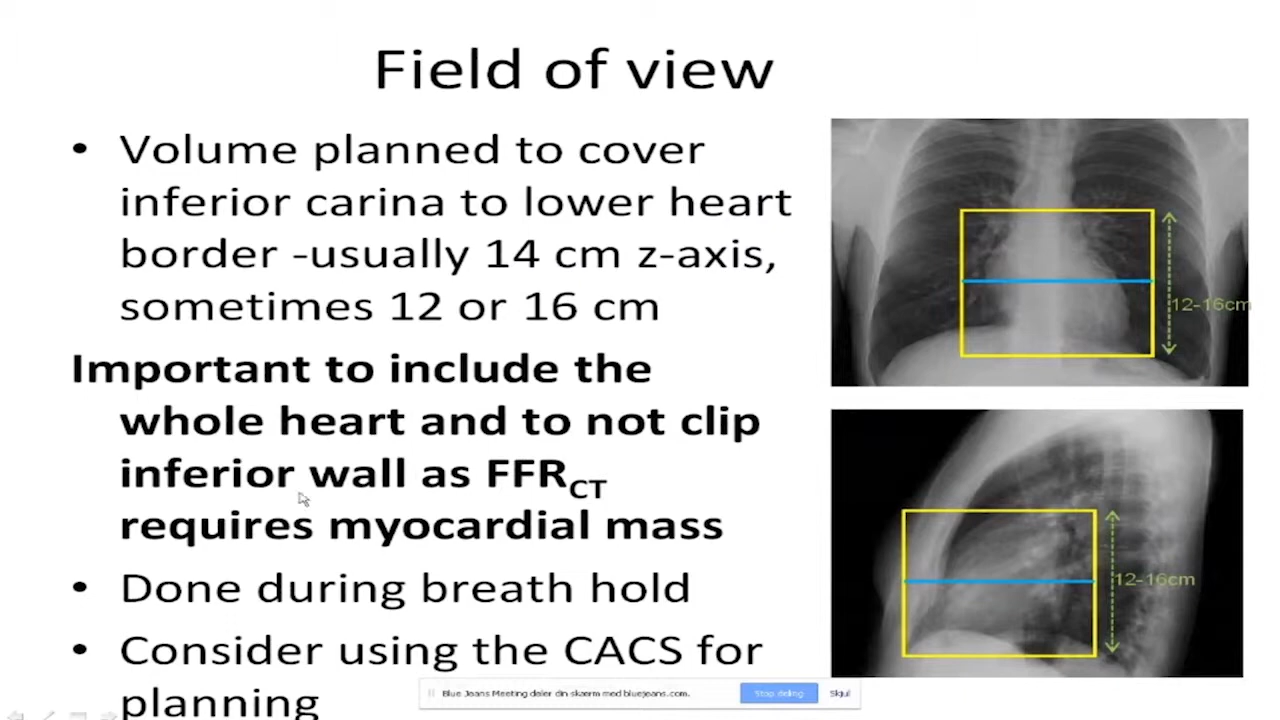 Field of view
• Volume planned to cover
inferior carina to lower heart
border -usually 14 cm z-axis,
sometimes 12 or 16 cm
Important to include the
whole heart and to not clip
inferior wall as FFRCT
requires myocardial mass
• Done during breath hold
• Consider using the CACS for
planning
12-16cm
12-16cm
Blue Jeans Meeting deler din skærm med bluejeans.com.
Stop deling
Skjul